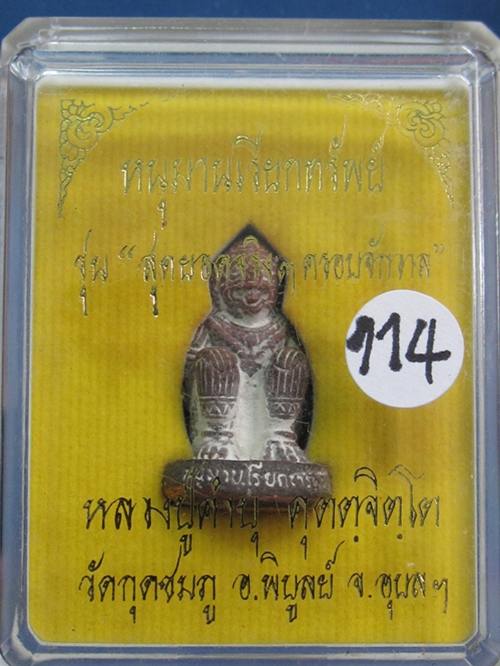 หนุมานเรียกทรัพย์
รุ่น “ สุดยอดจริงๆ ครอบจักรวาล”
114
หนุมานเรียกทรัพย์
หลวงปู่คำบุ คุตฺตจิตฺโต
วัดกุดชมภู อ.พิบูลย์ จ.อุบลฯ